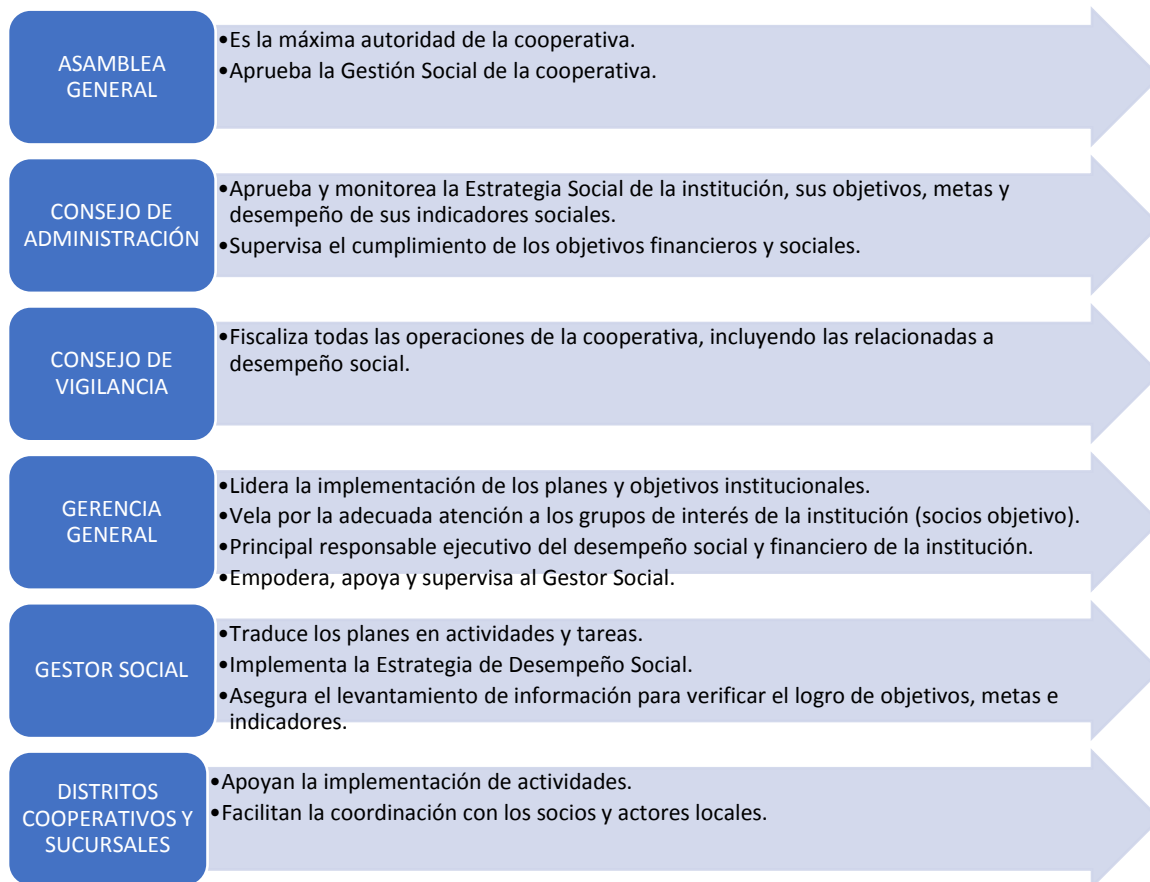 ASAMBLEA
GENERAL
•Es la máxima autoridad de la cooperativa.
•Aprueba la Gestión Social de la cooperativa.
CONSEJO DE
ADMINISTRACIÓN
•Aprueba y monitorea la Estrategia Social de la institución, sus objetivos, metas y
desempeño de sus indicadores sociales.
•Supervisa el cumplimiento de los objetivos financieros y sociales.
CONSEJO DE
VIGILANCIA
•Fiscaliza todas las operaciones de la cooperativa, incluyendo las relacionadas a
desempeño social.
GERENCIA
GENERAL
•Lidera la implementación de los planes y objetivos institucionales.
•Vela por la adecuada atención a los grupos de interés de la institución (socios objetivo).
•Principal responsable ejecutivo del desempeño social y financiero de la institución.
•Empodera, apoya y supervisa al Gestor Social.
GESTOR SOCIAL
•Traduce los planes en actividades y tareas.
•Implementa la Estrategia de Desempeño Social.
•Asegura el levantamiento de información para verificar el logro de objetivos, metas e
indicadores.
DISTRITOS
COOPERATIVOS Y
SUCURSALES
•Apoyan la implementación de actividades.
•Facilitan la coordinación con los socios y actores locales.